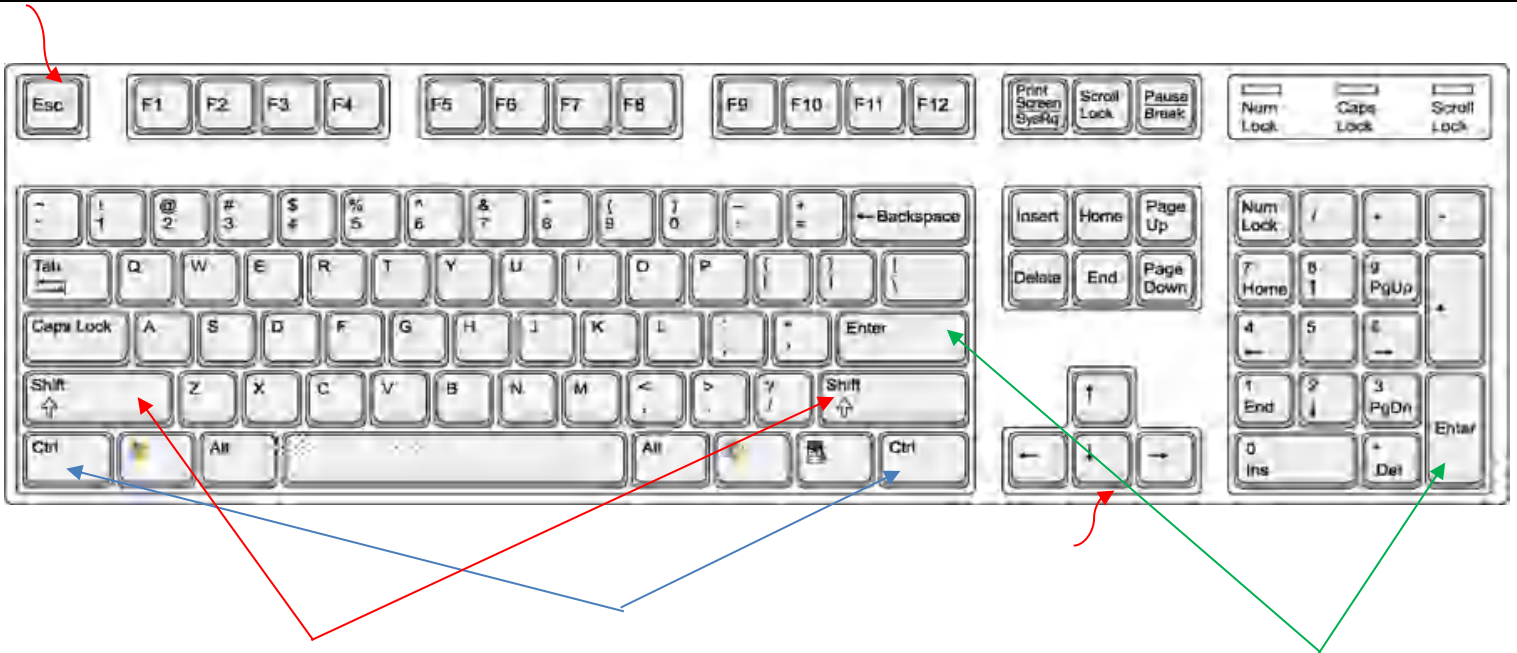 Esc F1 F2 F3 F4 F5 F6 F7 F8 F9 F10 F11 F12 Print Screen SysRq Scroll Lock Pause Break Num Lock Caps Lock Scroll Lock
~ ! 1 @ 2 # 3 $ 4 % 5 ^ 6 & 7 8 ( 9 ) 0 + = ←Backspace Insert Home Page Up Num Lock / -
Tab Q W E R T Y U I O P Delete End Page Down 7 Home 8 9 PgUp +
Caps Lock A S D F G H J K L Enter 4 ← 5 6 →
Shift Z X C V B N M < , > . ? / Shift ↑ 1 End 2 ↓ 3 PgDn Enter
Ctrl Alt Alt Ctrl ← ↓ → 0 Ins Del